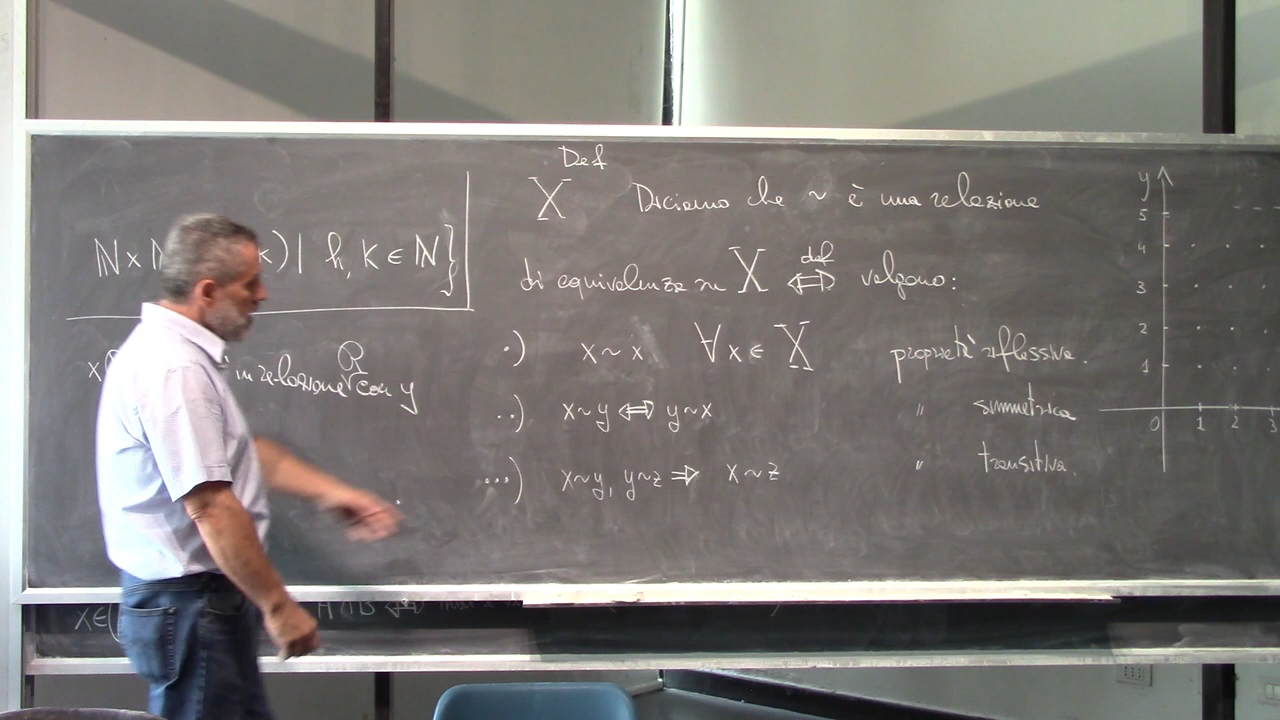 Def
X Diciamo che ~ è una relazione
di equivalenza su X ⇔ def valgono:
·) x~x ∀x∈X proprietà riflessiva.
··) x~y ⇔ y~x " simmetrica
···) x~y, y~z ⇒ x~z " transitiva.
N×N k) | h, k ∈ N}
x in relazione R con y
y
5
4
3
2
1
0 1 2 3
x∈